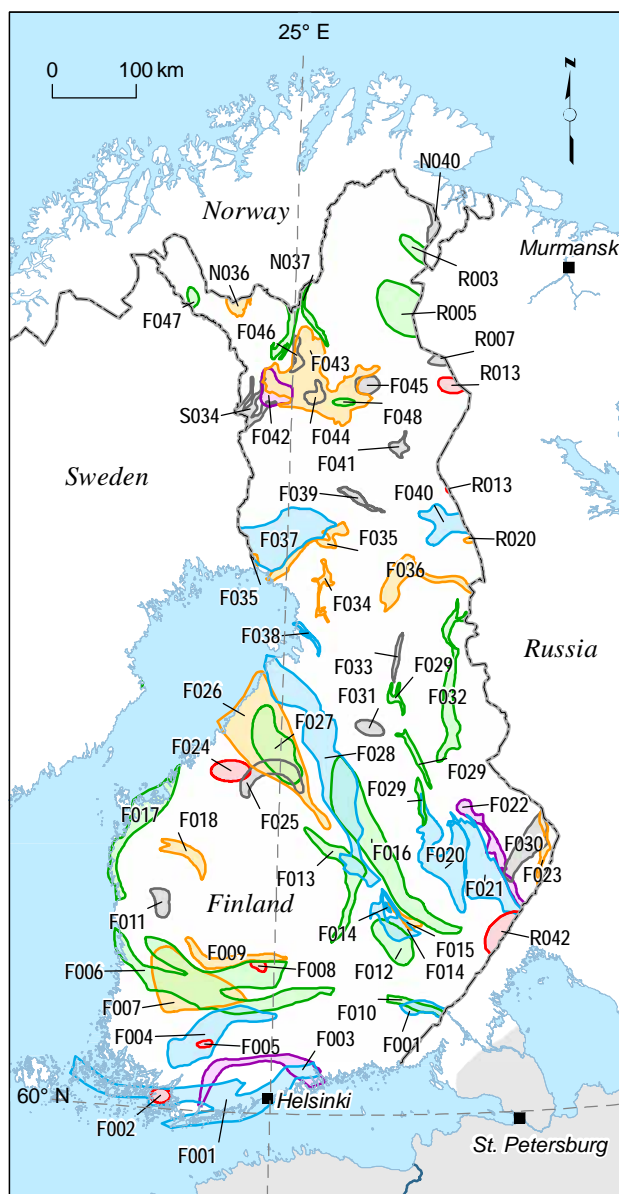 25° E
0 100 km
N
N040
Norway
Murmansk
R003
N036
N037
R005
F047
F046
F043
R007
R013
F045
S034
F042
F044
F048
F041
Sweden
F039
F040
R013
F037
F035
R020
F035
F036
F034
F038
F033
F029
Russia
F026
F031
F032
F027
F024
F028
F029
F025
F029
F022
F017
F018
F030
F016
F020
F023
F013
F021
F011
Finland
F014
F015
R042
F009
F008
F014
F006
F012
F007
F010
F004
F001
F005
F003
60° N
Helsinki
F002
F001
St. Petersburg